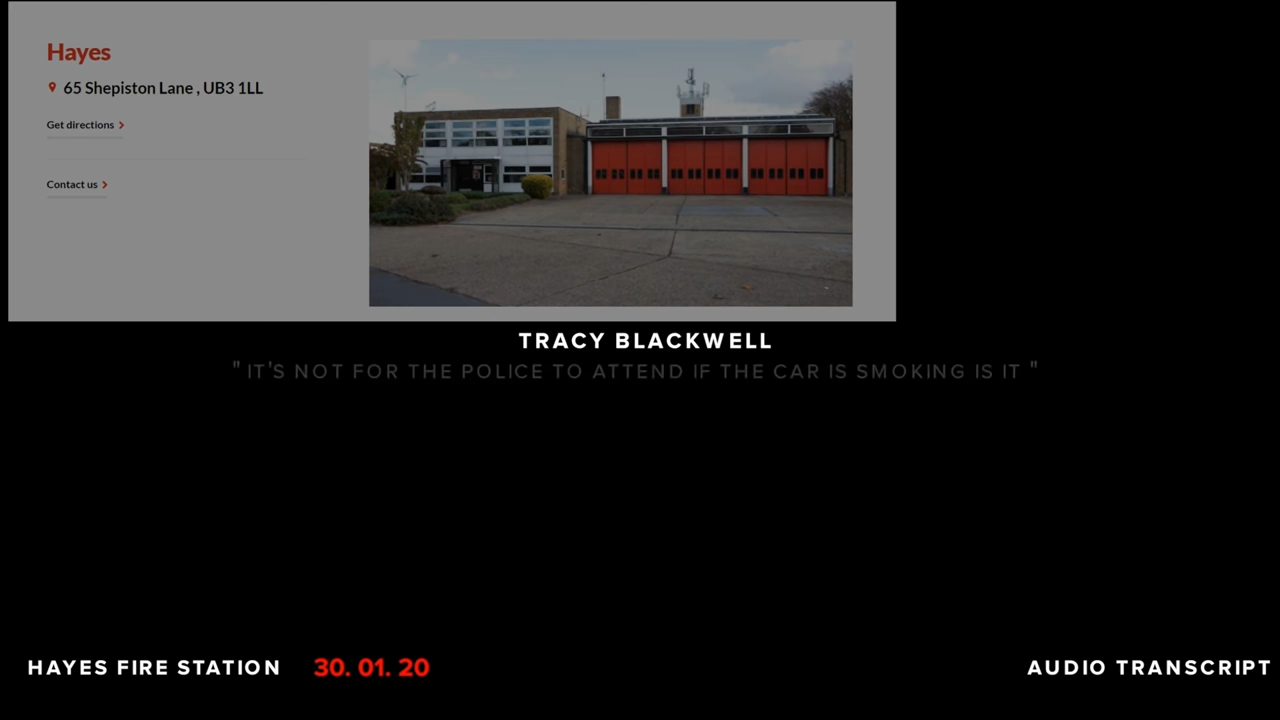 Hayes
65 Shepiston Lane , UB3 1LL
Get directions
Contact us
TRACY BLACKWELL
" IT'S NOT FOR THE POLICE TO ATTEND IF THE CAR IS SMOKING IS IT "
HAYES FIRE STATION 30. 01. 20
AUDIO TRANSCRIPT